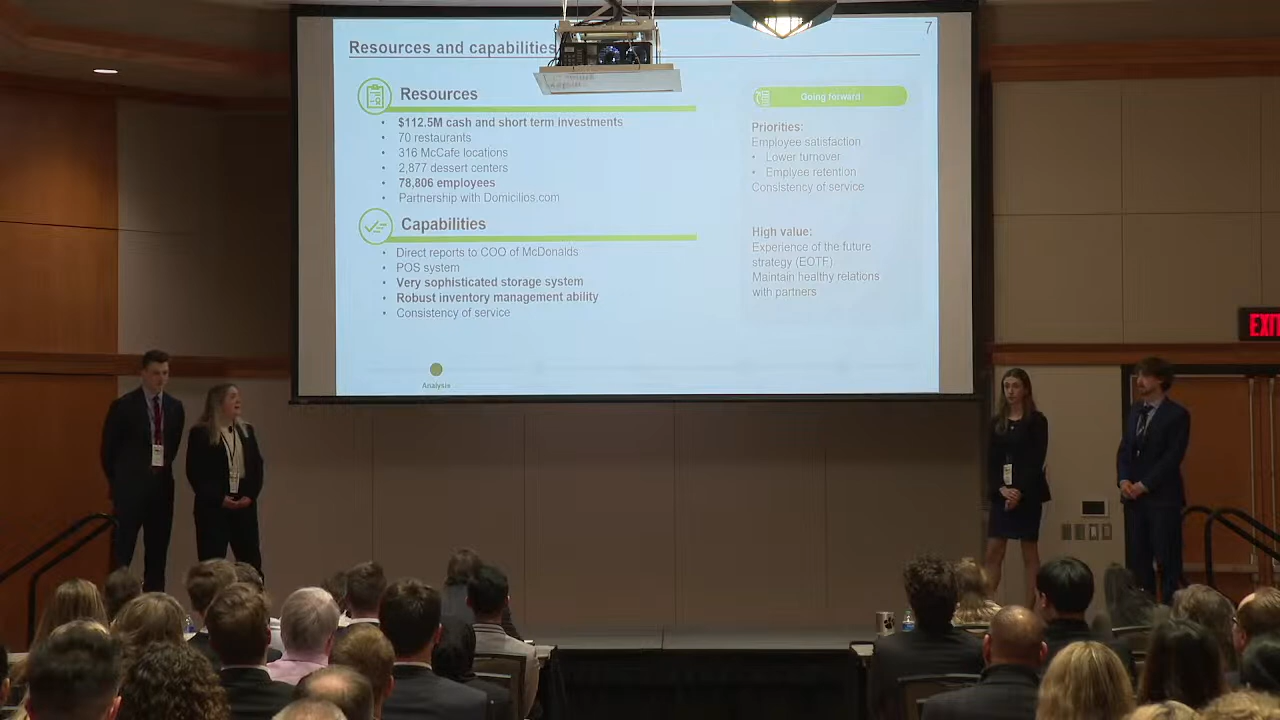 7
Resources and capabilities
Resources
• $112.5M cash and short term investments
• 70 restaurants
• 316 McCafe locations
• 2,877 dessert centers
• 78,806 employees
• Partnership with Domicilios.com
Capabilities
• Direct reports to COO of McDonalds
• POS system
• Very sophisticated storage system
• Robust inventory management ability
• Consistency of service
Going forward
Priorities:
Employee satisfaction
• Lower turnover
• Emplyee retention
Consistency of service
High value:
Experience of the future
strategy (EOTF)
Maintain healthy relations
with partners
Analysis
EXIT